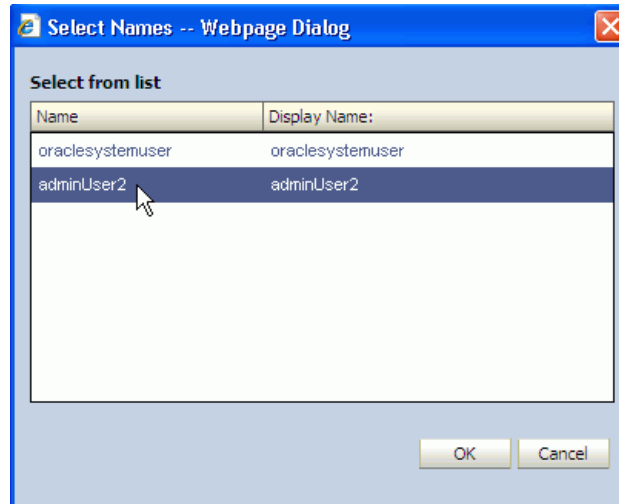 Select Names -- Webpage Dialog
Select from list
Name Display Name:
oraclesystemuser oraclesystemuser
adminUser2 adminUser2
OK Cancel